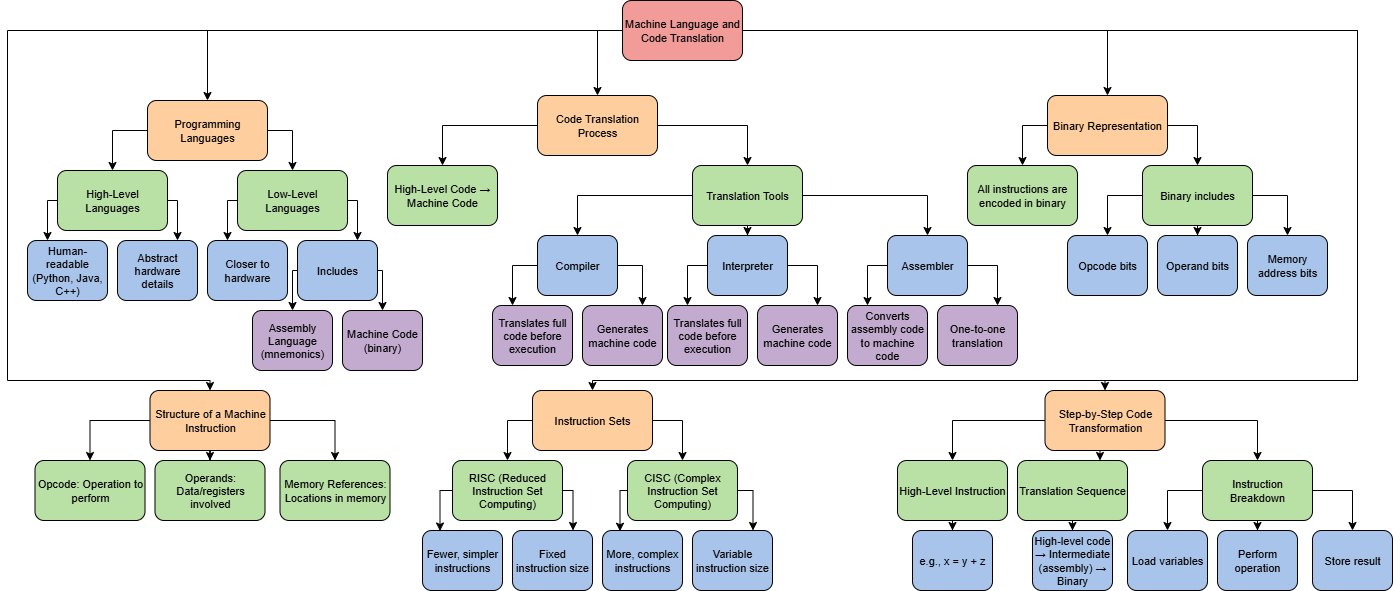 Machine Language and
Code Translation
Programming
Languages
Code Translation
Process
Binary Representation
High-Level
Languages
Low-Level
Languages
High-Level Code →
Machine Code
Translation Tools
All instructions are
encoded in binary
Binary includes
Human-
readable
(Python, Java,
C++)
Abstract
hardware
details
Closer to
hardware
Includes
Compiler
Interpreter
Assembler
Opcode bits
Operand bits
Memory
address bits
Assembly
Language
(mnemonics)
Machine Code
(binary)
Translates full
code before
execution
Generates
machine code
Translates full
code before
execution
Generates
machine code
Converts
assembly code
to machine
code
One-to-one
translation
Structure of a Machine
Instruction
Instruction Sets
Step-by-Step Code
Transformation
Opcode: Operation to
perform
Operands:
Data/registers
involved
Memory References:
Locations in memory
RISC (Reduced
Instruction Set
Computing)
CISC (Complex
Instruction Set
Computing)
High-Level Instruction
Translation Sequence
Instruction
Breakdown
Fewer, simpler
instructions
Fixed
instruction size
More, complex
instructions
Variable
instruction size
e.g., x = y + z
High-level code
→ Intermediate
(assembly) →
Binary
Load variables
Perform
operation
Store result